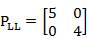 P_LL = [5 0
0 4]